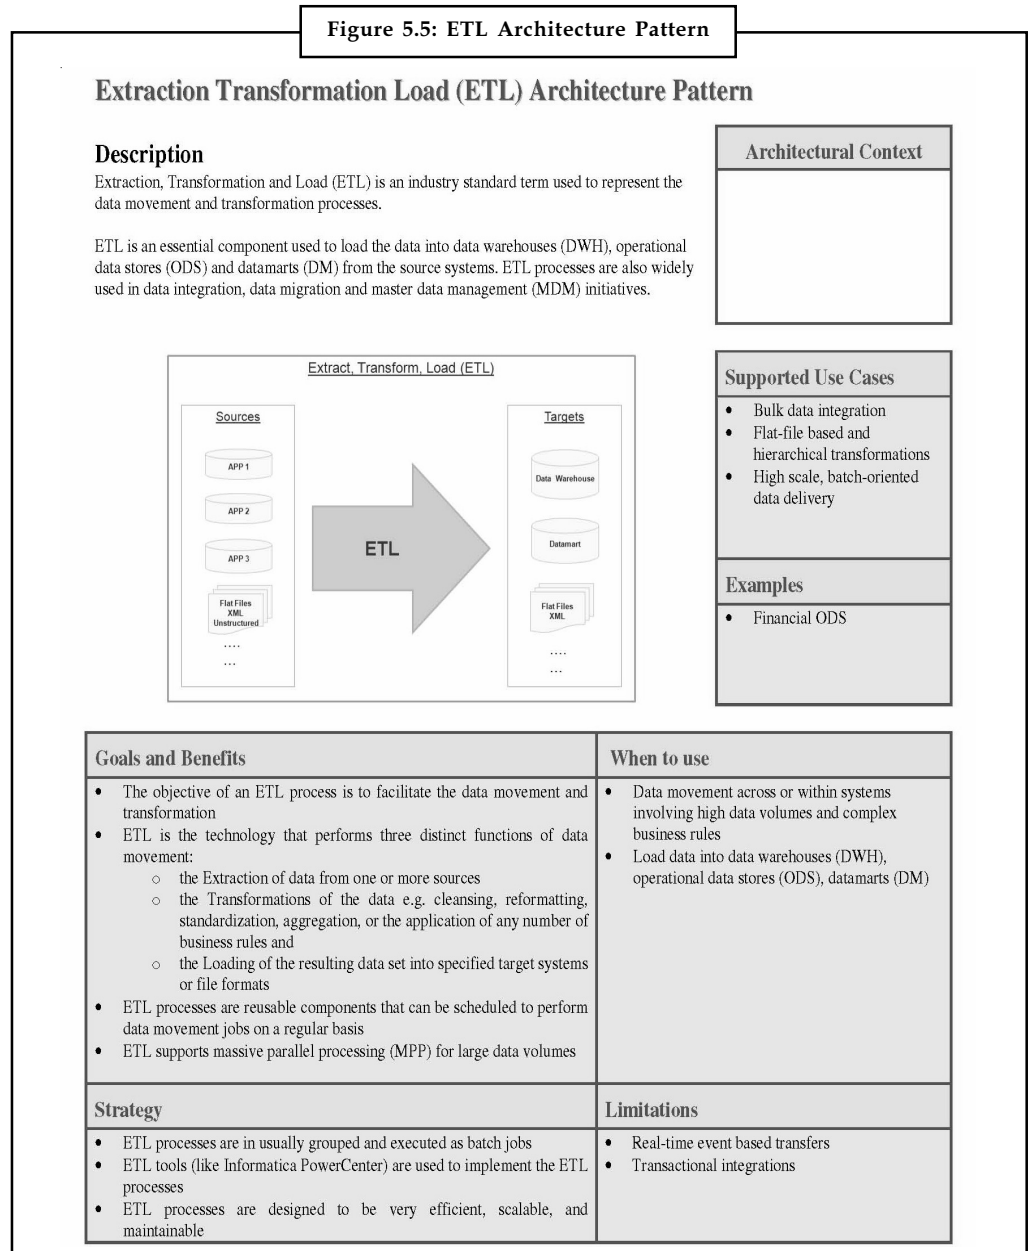 Figure 5.5: ETL Architecture Pattern
Extraction Transformation Load (ETL) Architecture Pattern
Description
Extraction, Transformation and Load (ETL) is an industry standard term used to represent the
data movement and transformation processes.
ETL is an essential component used to load the data into data warehouses (DWH), operational
data stores (ODS) and datamarts (DM) from the source systems. ETL processes are also widely
used in data integration, data migration and master data management (MDM) initiatives.
Architectural Context
Extract, Transform, Load (ETL)
Sources
APP 1
APP 2
APP 3
Flat Files
XML
Unstructured
....
...
ETL
Targets
Data Warehouse
Datamart
Flat Files
XML
....
...
Supported Use Cases
• Bulk data integration
• Flat-file based and
hierarchical transformations
• High scale, batch-oriented
data delivery
Examples
• Financial ODS
Goals and Benefits
• The objective of an ETL process is to facilitate the data movement and
transformation
• ETL is the technology that performs three distinct functions of data
movement:
○ the Extraction of data from one or more sources
○ the Transformations of the data e.g. cleansing, reformatting,
standardization, aggregation, or the application of any number of
business rules and
○ the Loading of the resulting data set into specified target systems
or file formats
• ETL processes are reusable components that can be scheduled to perform
data movement jobs on a regular basis
• ETL supports massive parallel processing (MPP) for large data volumes
When to use
• Data movement across or within systems
involving high data volumes and complex
business rules
• Load data into data warehouses (DWH),
operational data stores (ODS), datamarts (DM)
Strategy
• ETL processes are in usually grouped and executed as batch jobs
• ETL tools (like Informatica PowerCenter) are used to implement the ETL
processes
• ETL processes are designed to be very efficient, scalable, and
maintainable
Limitations
• Real-time event based transfers
• Transactional integrations